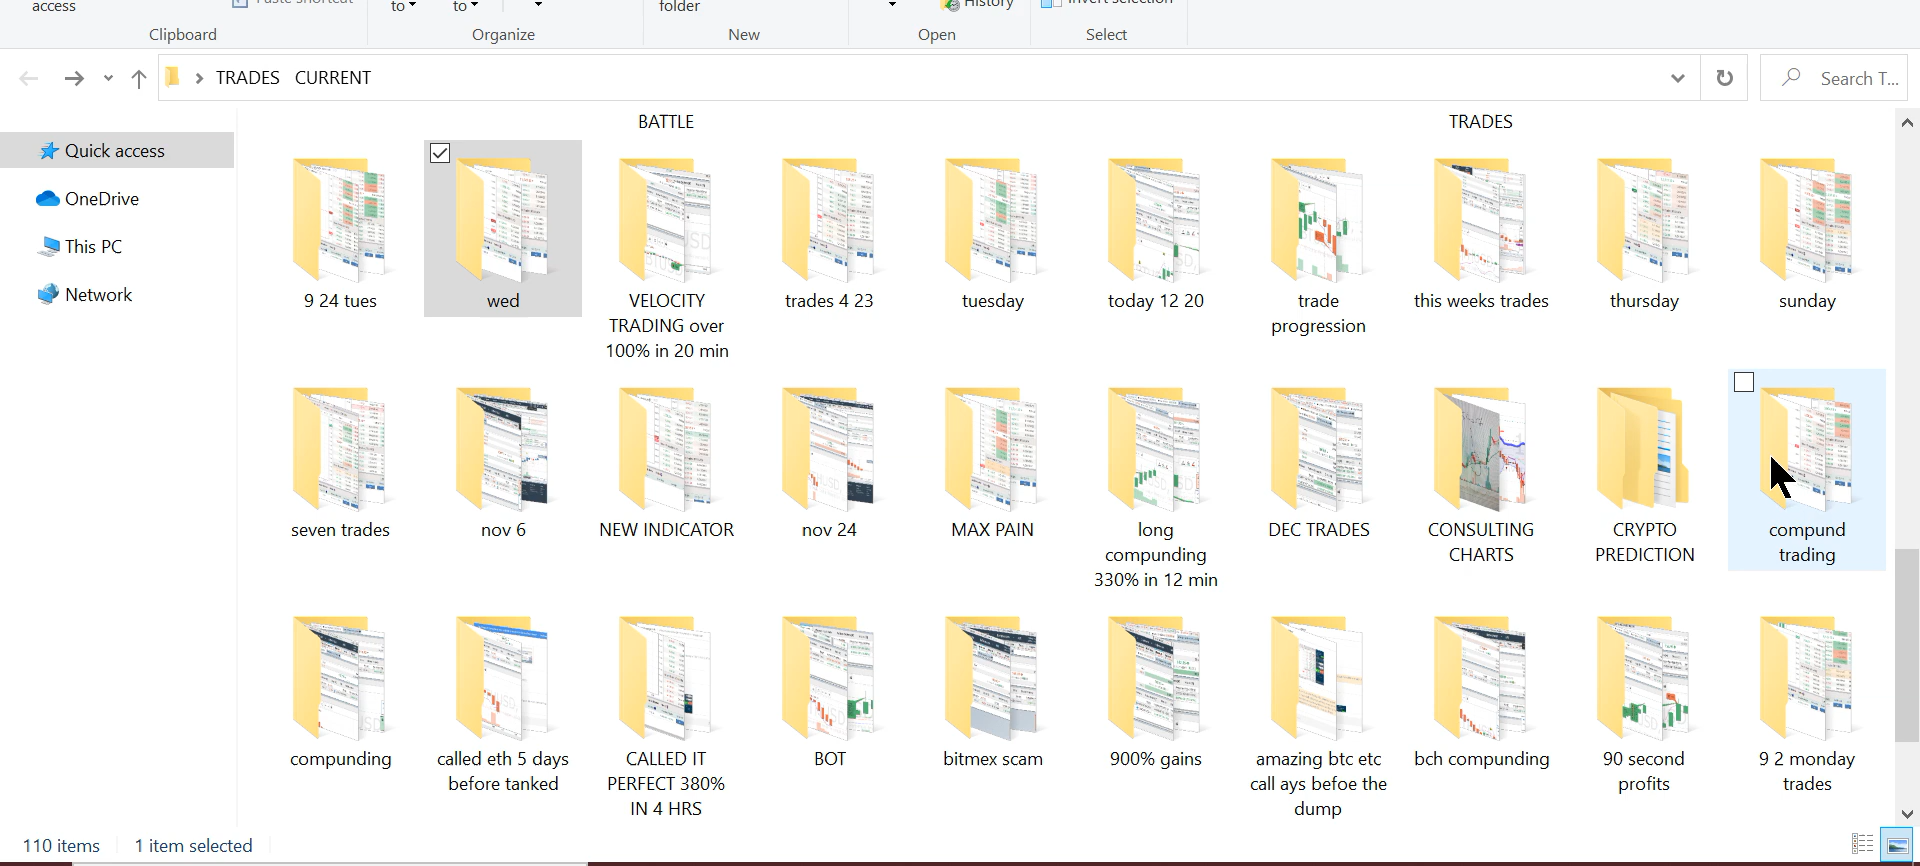 access
Paste shortcut
to
to
folder
History
Invert selection
Clipboard
Organize
New
Open
Select
TRADES CURRENT
Search T...
Quick access
OneDrive
This PC
Network
BATTLE
TRADES
9 24 tues
wed
VELOCITY
TRADING over
100% in 20 min
trades 4 23
tuesday
today 12 20
trade
progression
this weeks trades
thursday
sunday
seven trades
nov 6
NEW INDICATOR
nov 24
MAX PAIN
long
compunding
330% in 12 min
DEC TRADES
CONSULTING
CHARTS
CRYPTO
PREDICTION
compund
trading
compunding
called eth 5 days
before tanked
CALLED IT
PERFECT 380%
IN 4 HRS
BOT
bitmex scam
900% gains
amazing btc etc
call ays befoe the
dump
bch compunding
90 second
profits
9 2 monday
trades
110 items
1 item selected